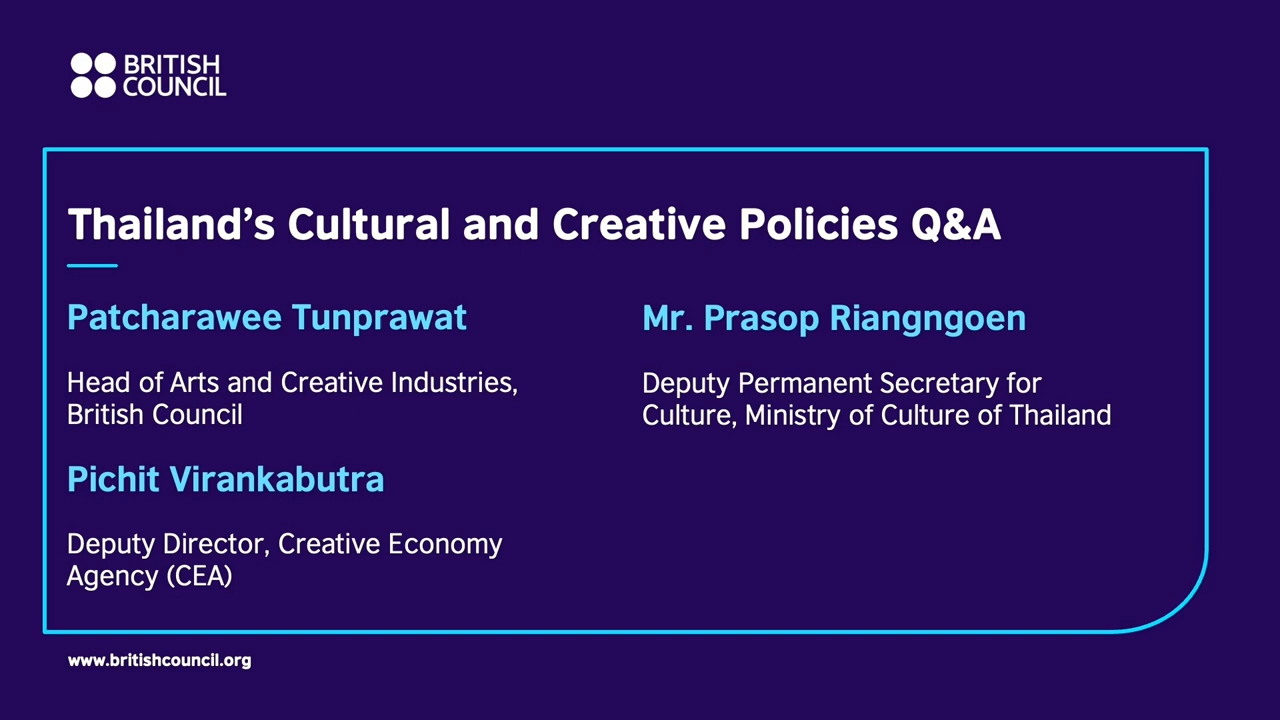 BRITISH
COUNCIL
Thailand’s Cultural and Creative Policies Q&A
Patcharawee Tunprawat
Head of Arts and Creative Industries,
British Council
Mr. Prasop Riangngoen
Deputy Permanent Secretary for
Culture, Ministry of Culture of Thailand
Pichit Virankabutra
Deputy Director, Creative Economy
Agency (CEA)
www.britishcouncil.org